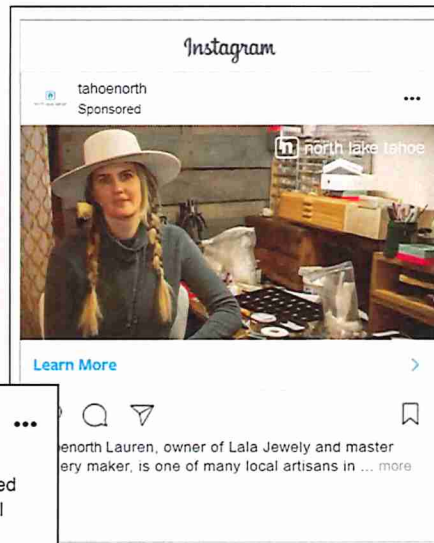 Instagram
tahoenorth
Sponsored
north lake tahoe
Learn More
enorth Lauren, owner of Lala Jewely and master
ery maker, is one of many local artisans in ... more
ed
l